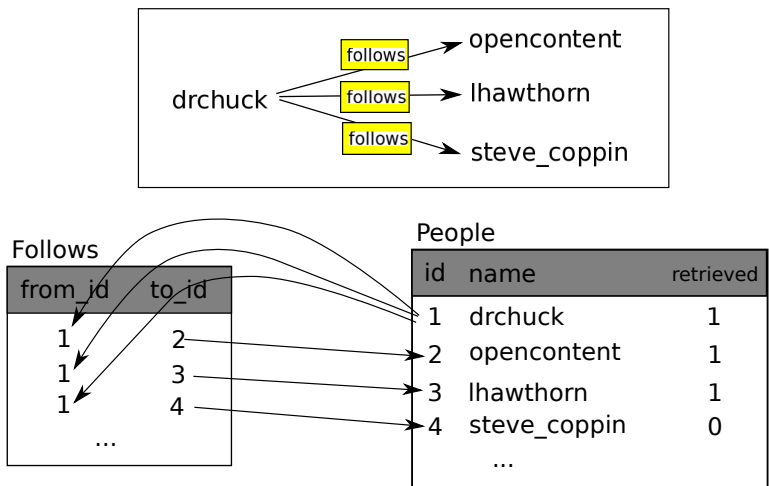 follows opencontent
drchuck follows lhawthorn
follows steve_coppin
Follows
from_id to_id
1 2
1 3
1 4
...
People
id name retrieved
1 drchuck 1
2 opencontent 1
3 lhawthorn 1
4 steve_coppin 0
...